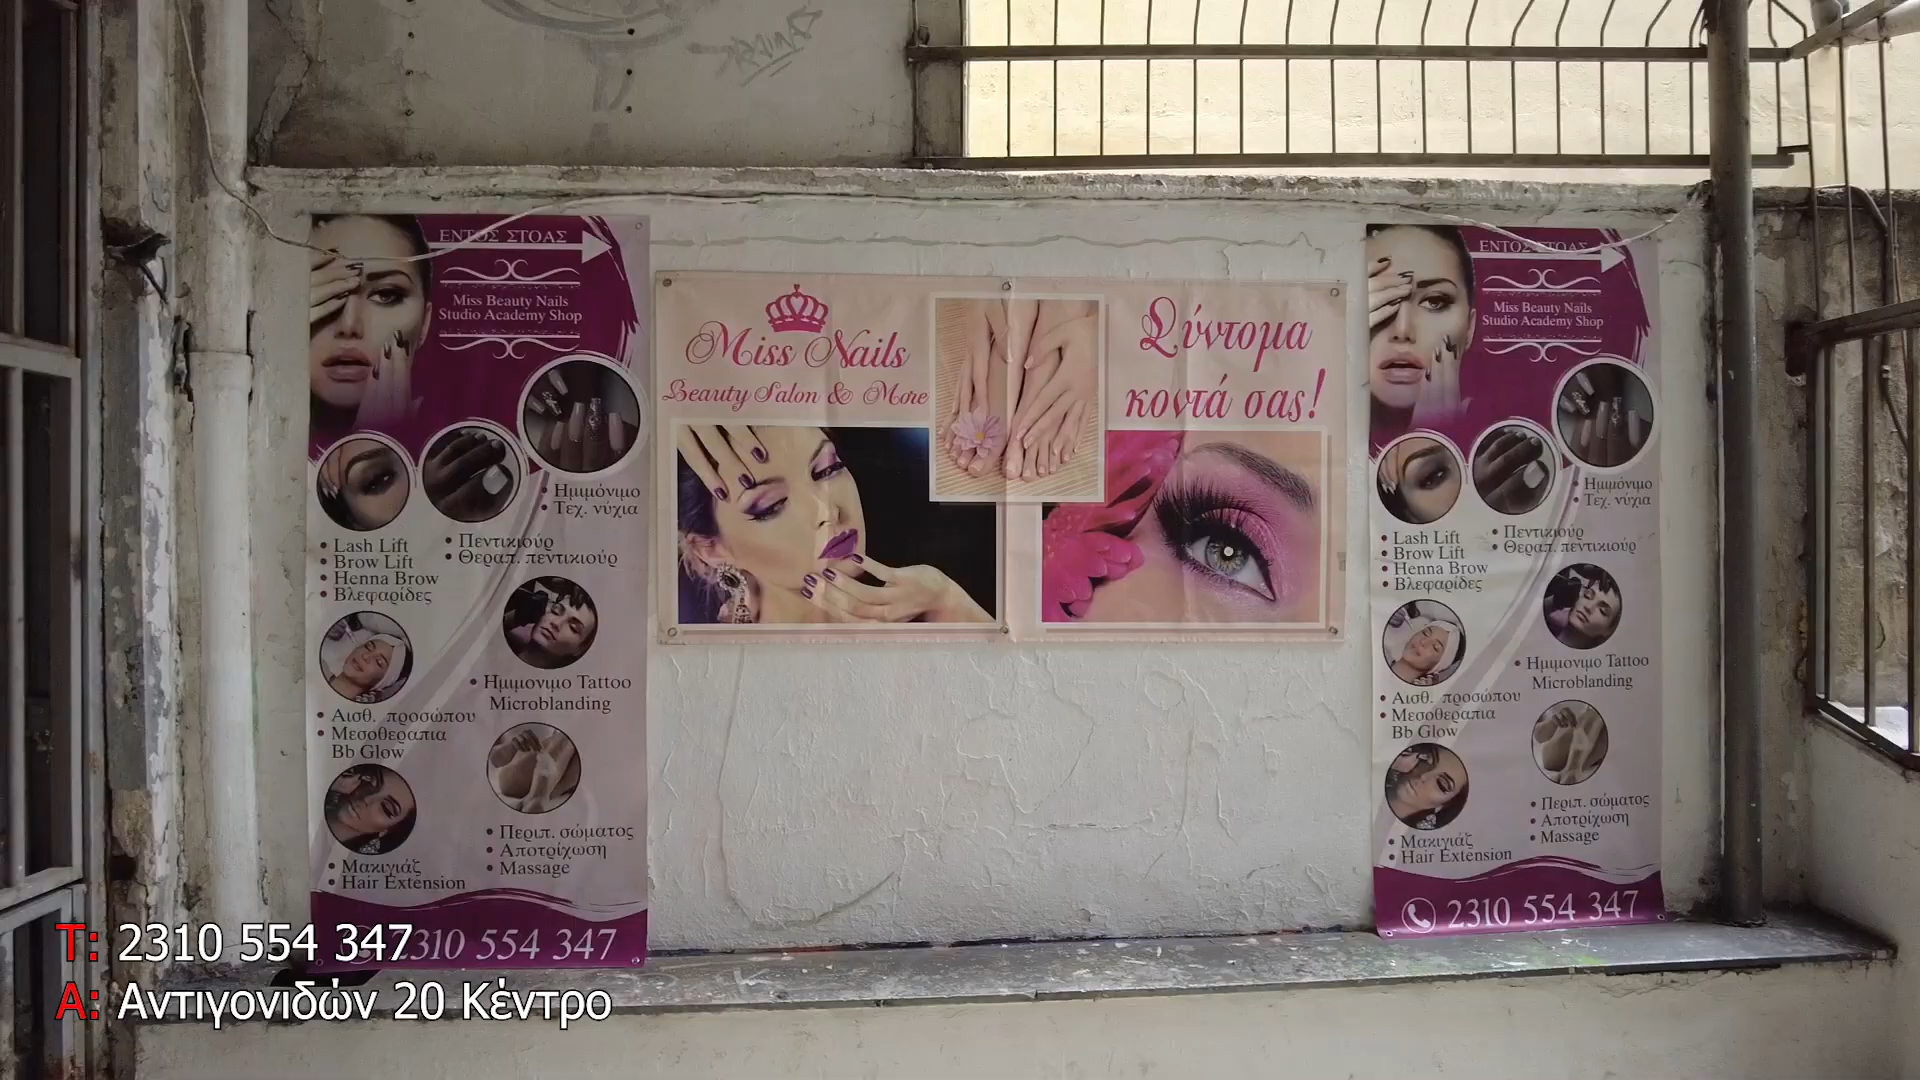 ΕΝΤΟΣ ΣΤΟΑΣ
Miss Beauty Nails
Studio Academy Shop
• Ημιμόνιμο
• Τεχ. νύχια
• Lash Lift
• Brow Lift
• Henna Brow
• Βλεφαρίδες
• Πεντικιούρ
• Θεραπ. πεντικιούρ
• Ημιμονιμο Tattoo
Microblanding
• Αισθ. προσώπου
• Μεσοθεραπια
Bb Glow
• Περιπ. σώματος
• Αποτρίχωση
• Massage
• Μακιγιάζ
• Hair Extension
2310 554 347
Miss Nails
Beauty Salon & More
Σύντομα
κοντά σας!
ΕΝΤΟΣ ΣΤΟΑΣ
Miss Beauty Nails
Studio Academy Shop
• Ημιμόνιμο
• Τεχ. νύχια
• Lash Lift
• Brow Lift
• Henna Brow
• Βλεφαρίδες
• Πεντικιούρ
• Θεραπ. πεντικιούρ
• Ημιμονιμο Tattoo
Microblanding
• Αισθ. προσώπου
• Μεσοθεραπια
Bb Glow
• Περιπ. σώματος
• Αποτρίχωση
• Massage
• Μακιγιάζ
• Hair Extension
2310 554 347
T: 2310 554 347
A: Αντιγονιδών 20 Κέντρο